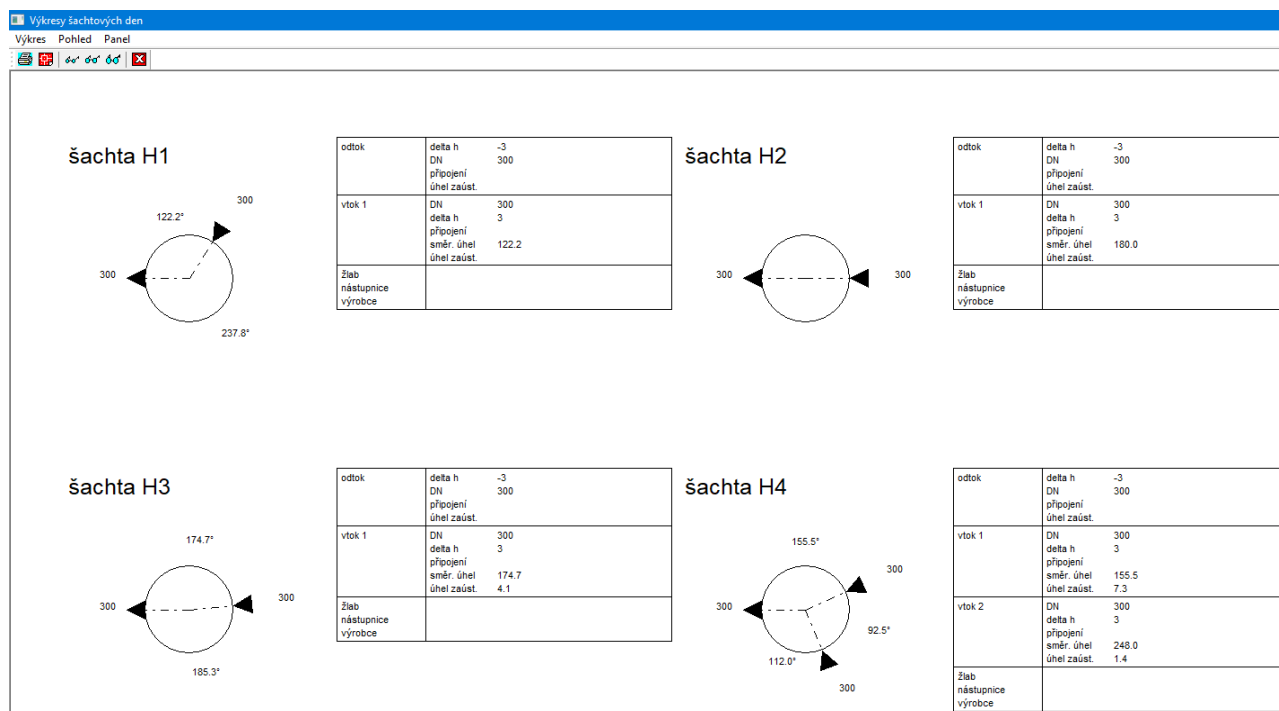 Výkresy šachtových den
Výkres Pohled Panel
šachta H1
300
122.2°
300
237.8°
odtok delta h -3
DN 300
připojení
úhel zaúst.
vtok 1 DN 300
delta h 3
připojení
směr. úhel 122.2
úhel zaúst.
žlab
nástupnice
výrobce
šachta H2
300
300
odtok delta h -3
DN 300
připojení
úhel zaúst.
vtok 1 DN 300
delta h 3
připojení
směr. úhel 180.0
úhel zaúst.
žlab
nástupnice
výrobce
šachta H3
174.7°
300
300
185.3°
odtok delta h -3
DN 300
připojení
úhel zaúst.
vtok 1 DN 300
delta h 3
připojení
směr. úhel 174.7
úhel zaúst. 4.1
žlab
nástupnice
výrobce
šachta H4
155.5°
300
300
92.5°
112.0°
300
odtok delta h -3
DN 300
připojení
úhel zaúst.
vtok 1 DN 300
delta h 3
připojení
směr. úhel 155.5
úhel zaúst. 7.3
vtok 2 DN 300
delta h 3
připojení
směr. úhel 248.0
úhel zaúst. 1.4
žlab
nástupnice
výrobce